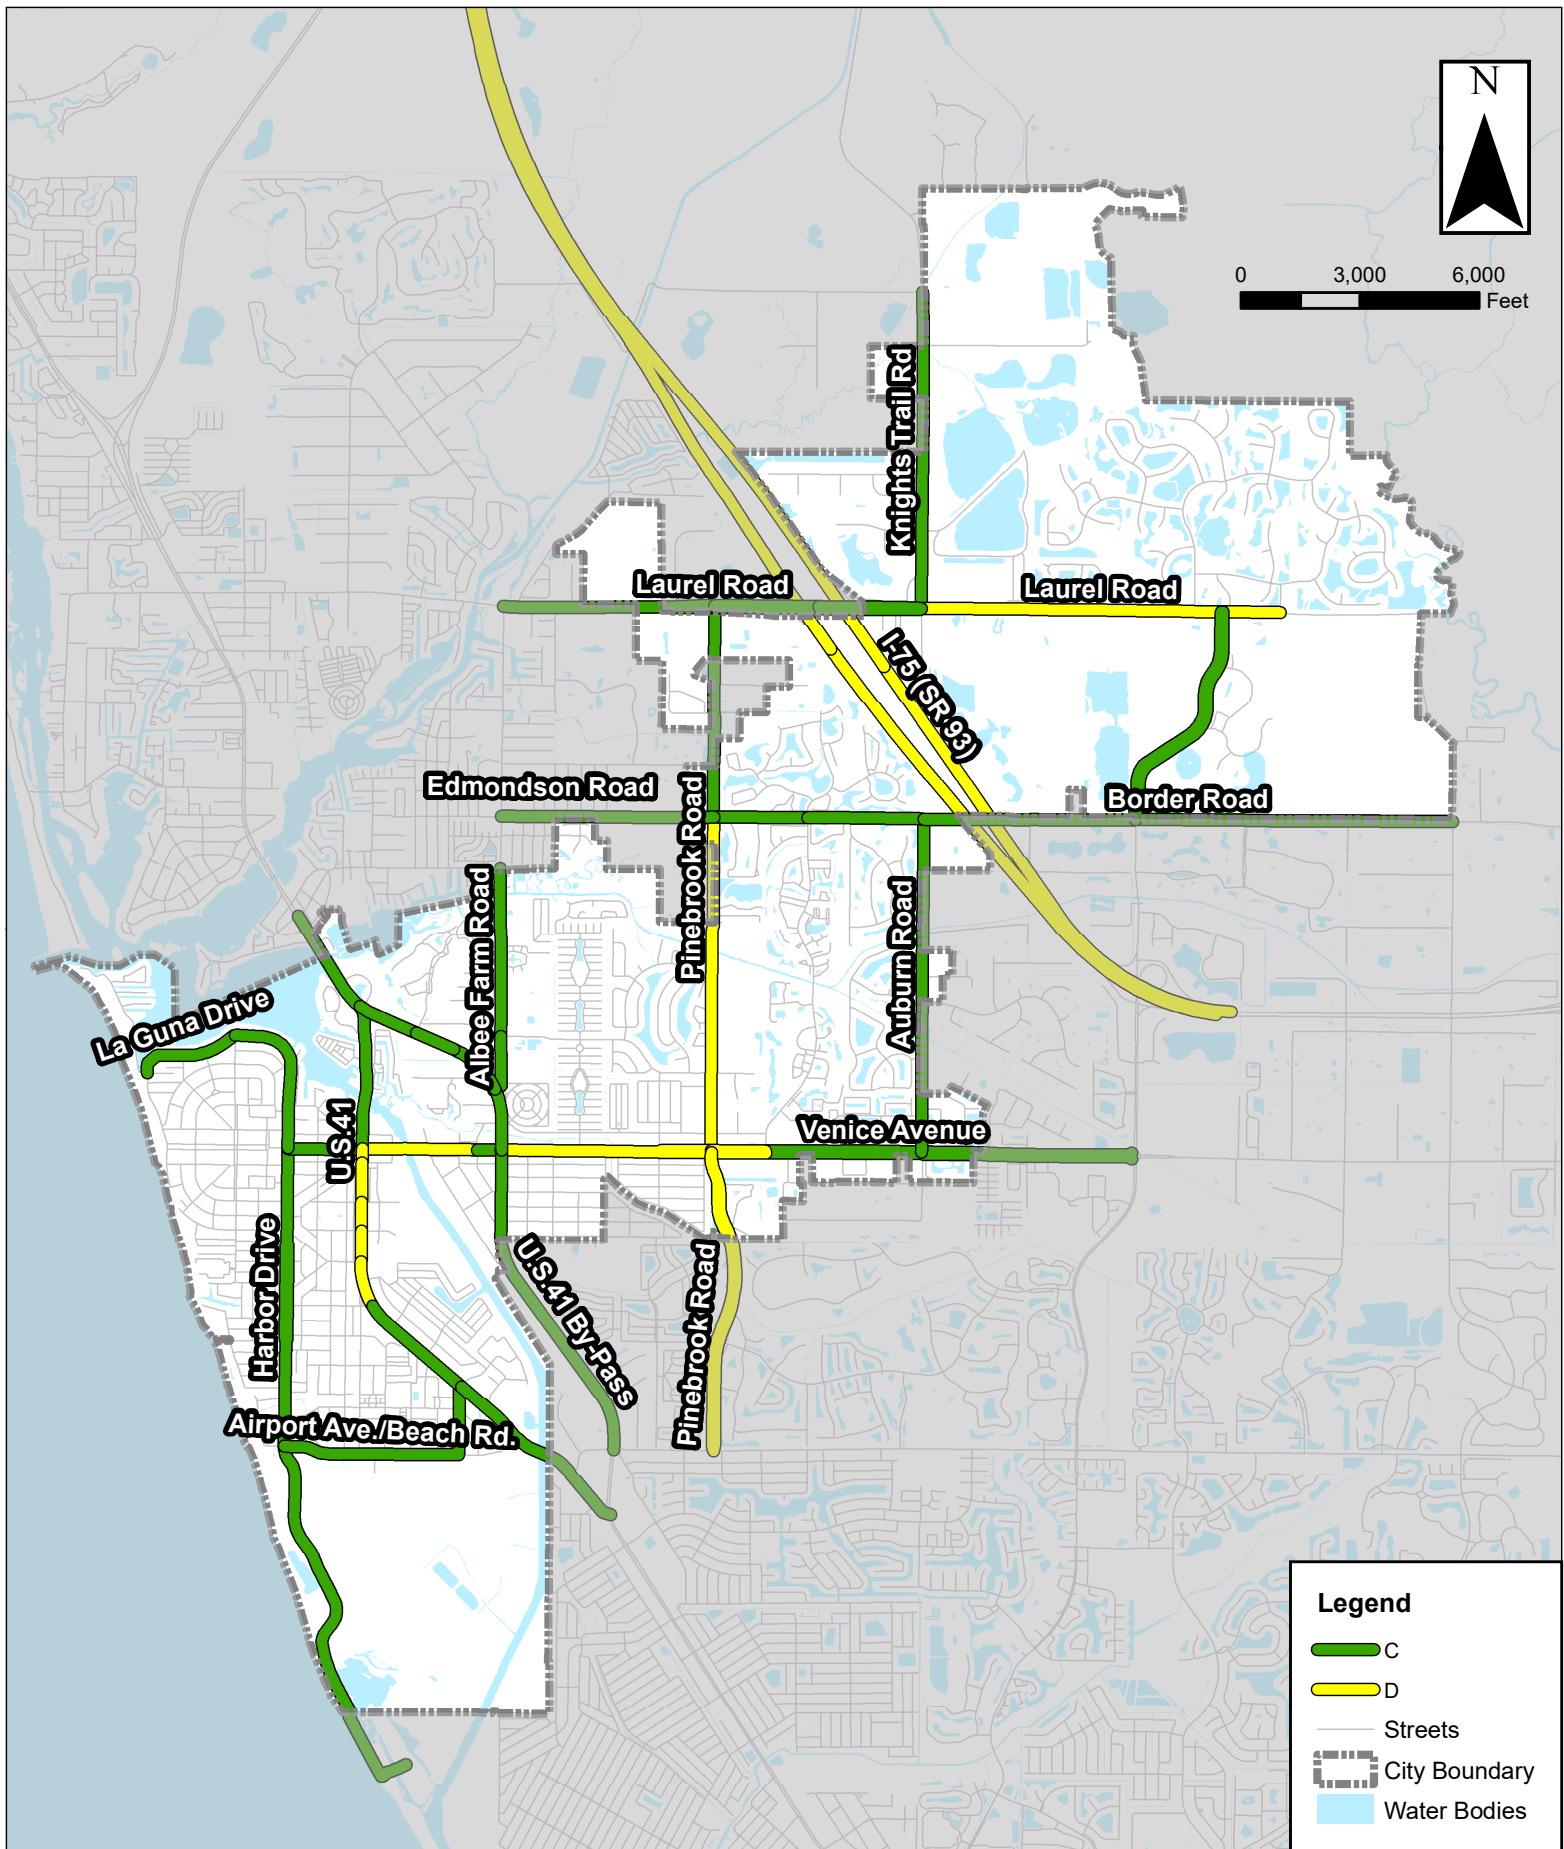 N
0 3,000 6,000
Feet
Knights Trail Rd
Laurel Road
Laurel Road
I-75 (SR 93)
Edmondson Road
Pinebrook Road
Border Road
Albee Farm Road
Auburn Road
La Guna Drive
U.S.41
Venice Avenue
Harbor Drive
U.S.41 By-Pass
Pinebrook Road
Airport Ave./Beach Rd.
Legend
C
D
Streets
City Boundary
Water Bodies